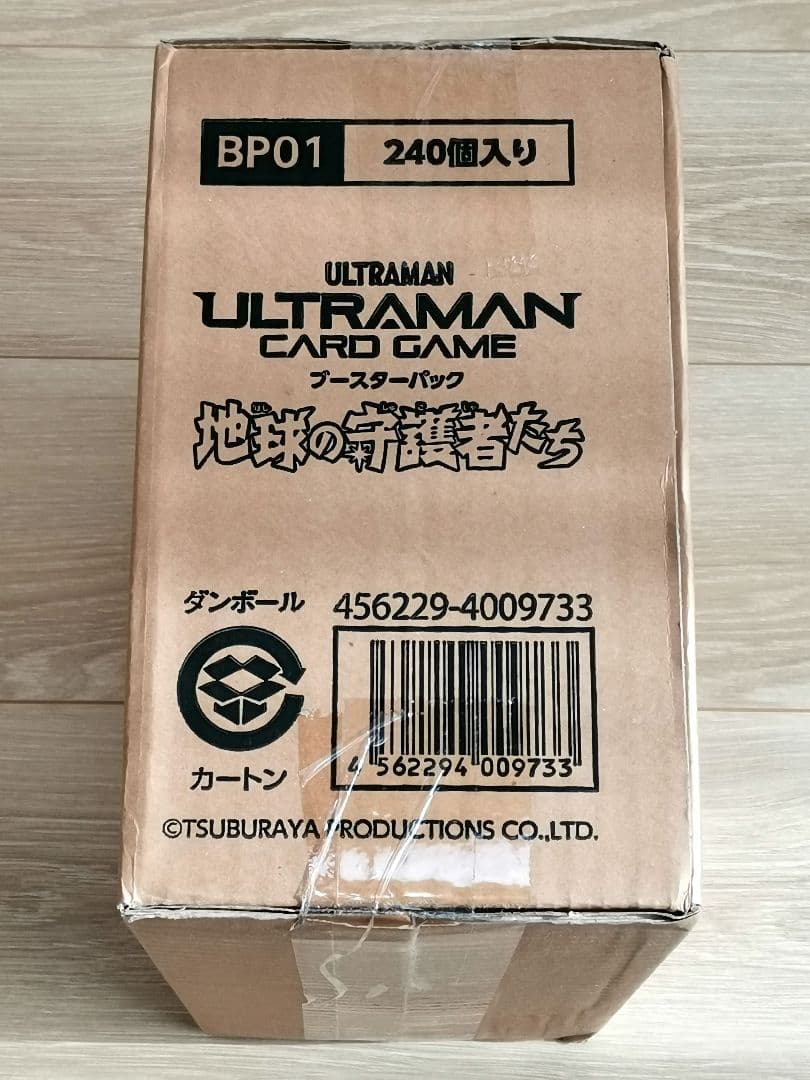 BP01 240個入り
ULTRAMAN
ULTRAMAN
CARD GAME
ブースターパック
地球の守護者たち
ダンボール 456229-4009733
4 562294 009733
カートン
©TSUBURAYA PRODUCTIONS CO.,LTD.